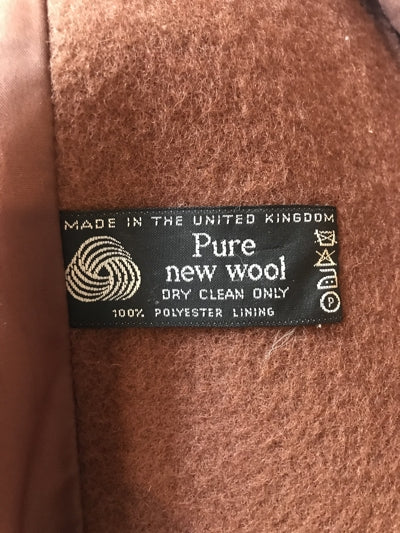 MADE IN THE UNITED KINGDOM
Pure
new wool
DRY CLEAN ONLY
100% POLYESTER LINING
P